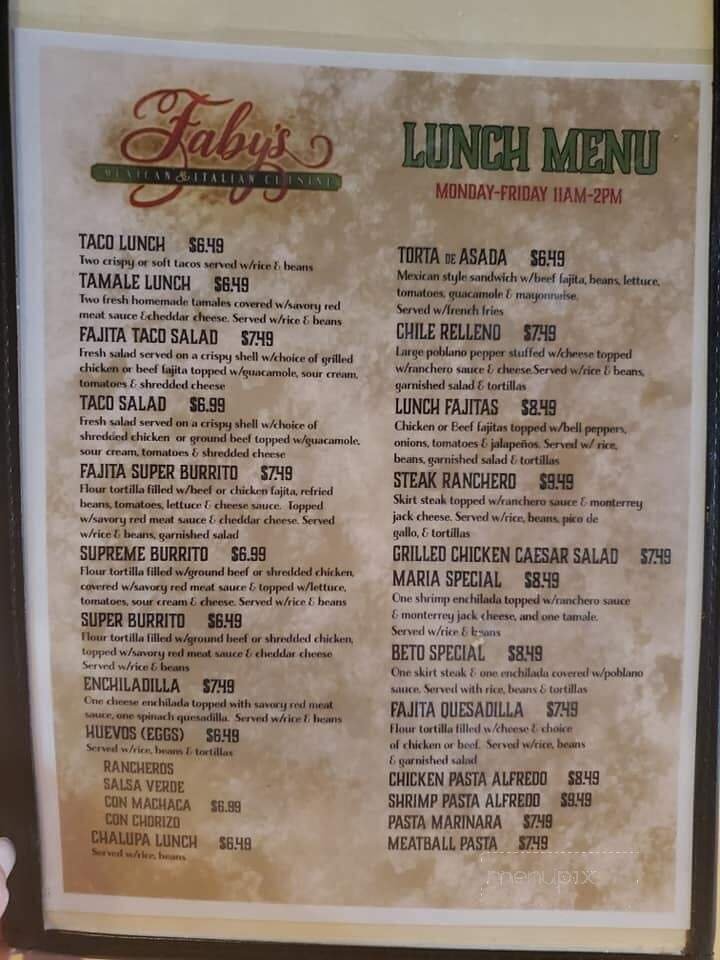 Faby's
MEXICAN & ITALIAN CUISINE
LUNCH MENU
MONDAY-FRIDAY 11AM-2PM
TACO LUNCH $6.49
Two crispy or soft tacos served w/rice & beans
TAMALE LUNCH $6.49
Two fresh homemade tamales covered w/savory red
meat sauce &cheddar cheese. Served w/rice & beans
FAJITA TACO SALAD $7.49
Fresh salad served on a crispy shell w/choice of grilled
chicken or beef fajita topped w/guacamole, sour cream,
tomatoes & shredded cheese
TACO SALAD $6.99
Fresh salad served on a crispy shell w/choice of
shredded chicken or ground beef topped w/guacamole,
sour cream, tomatoes & shredded cheese
FAJITA SUPER BURRITO $7.49
Flour tortilla filled w/beef or chicken fajita, refried
beans, tomatoes, lettuce & cheese sauce. Topped
w/savory red meat sauce & cheddar cheese. Served
w/rice & beans, garnished salad
SUPREME BURRITO $6.99
Flour tortilla filled w/ground beef or shredded chicken,
covered w/savory red meat sauce & topped w/lettuce,
tomatoes, sour cream & cheese. Served w/rice & beans
SUPER BURRITO $6.49
Flour tortilla filled w/ground beef or shredded chicken,
topped w/savory red meat sauce & cheddar cheese
Served w/rice & beans
ENCHILADILLA $7.49
One cheese enchilada topped with savory red meat
sauce, one spinach quesadilla. Served w/rice & beans
HUEVOS (EGGS) $6.49
Served w/rice, beans & tortillas
RANCHEROS
SALSA VERDE
CON MACHACA $6.99
CON CHORIZO
CHALUPA LUNCH $6.49
Served w/rice, beans
TORTA DE ASADA $6.49
Mexican style sandwich w/beef fajita, beans, lettuce,
tomatoes, guacamole & mayonnaise.
Served w/french fries
CHILE RELLENO $7.49
Large poblano pepper stuffed w/cheese topped
w/ranchero sauce & cheese.Served w/rice & beans,
garnished salad & tortillas
LUNCH FAJITAS $8.49
Chicken or Beef fajitas topped w/bell peppers,
onions, tomatoes & jalapeños. Served w/ rice,
beans, garnished salad & tortillas
STEAK RANCHERO $9.49
Skirt steak topped w/ranchero sauce & monterrey
jack cheese. Served w/rice, beans, pico de
gallo, & tortillas
GRILLED CHICKEN CAESAR SALAD $7.49
MARIA SPECIAL $8.49
One shrimp enchilada topped w/ranchero sauce
& monterrey jack cheese, and one tamale.
Served w/rice & beans
BETO SPECIAL $8.49
One skirt steak & one enchilada covered w/poblano
sauce. Served with rice, beans & tortillas
FAJITA QUESADILLA $7.49
Flour tortilla filled w/cheese & choice
of chicken or beef. Served w/rice, beans
& garnished salad
CHICKEN PASTA ALFREDO $8.49
SHRIMP PASTA ALFREDO $9.49
PASTA MARINARA $7.49
MEATBALL PASTA $7.49
menupix